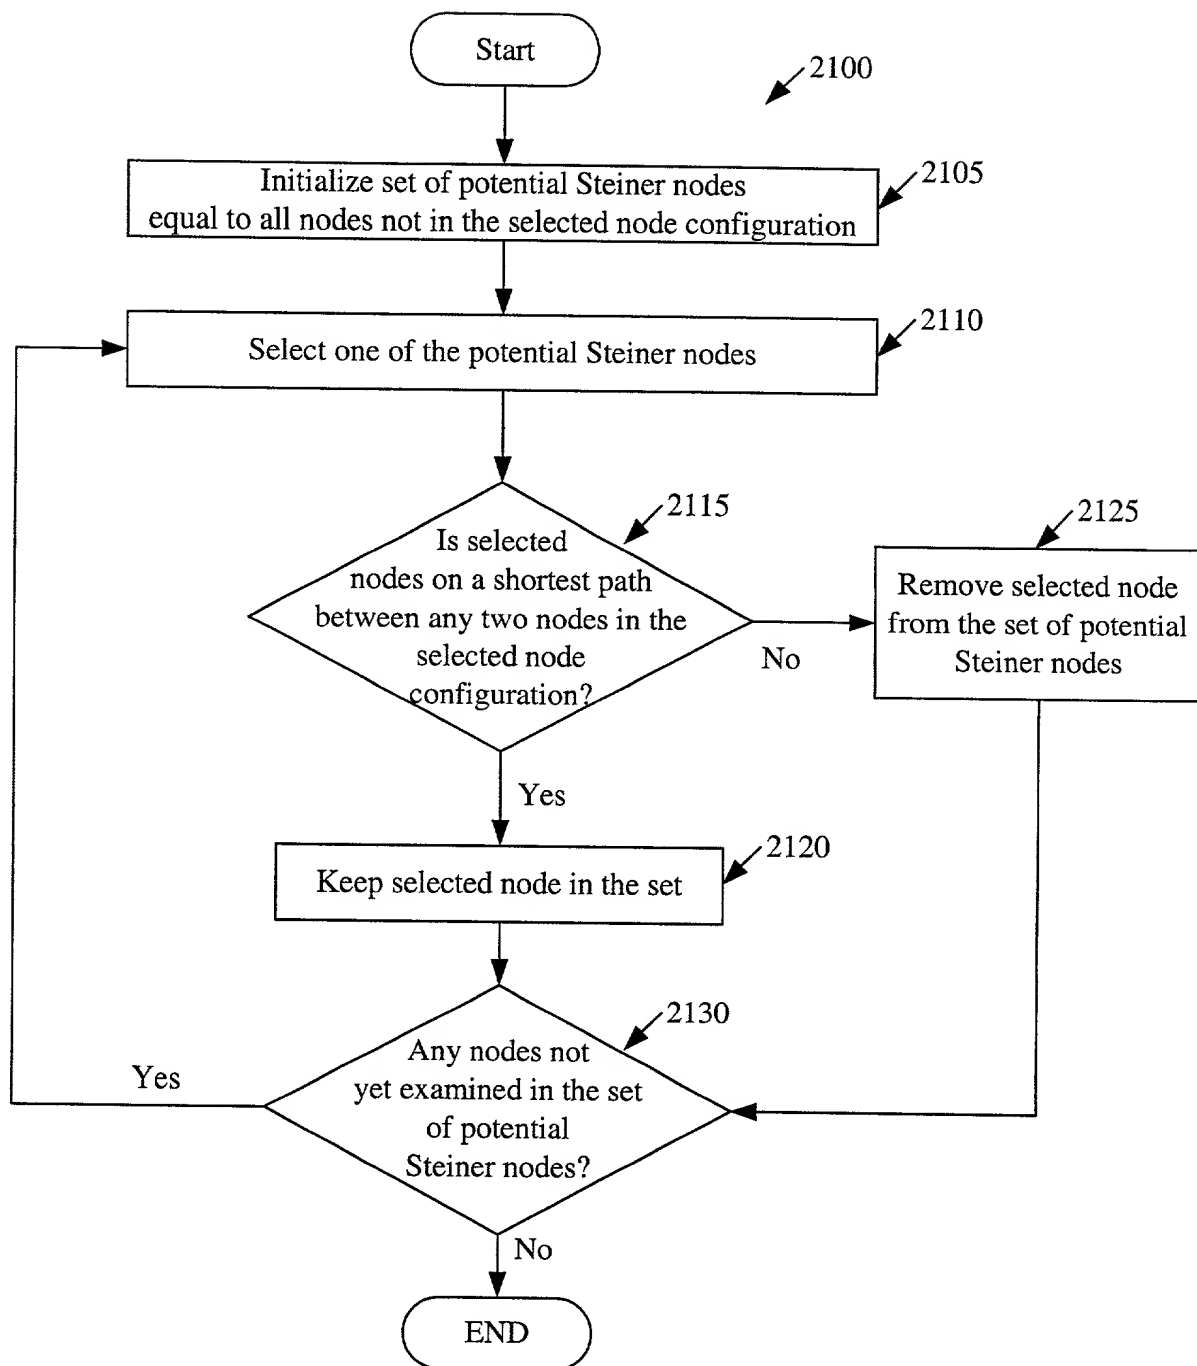 Start
2100
Initialize set of potential Steiner nodes
equal to all nodes not in the selected node configuration
2105
Select one of the potential Steiner nodes
2110
Is selected
nodes on a shortest path
between any two nodes in the
selected node
configuration?
2115
No
2125
Remove selected node
from the set of potential
Steiner nodes
Yes
Keep selected node in the set
2120
Any nodes not
yet examined in the set
of potential
Steiner nodes?
2130
Yes
No
END